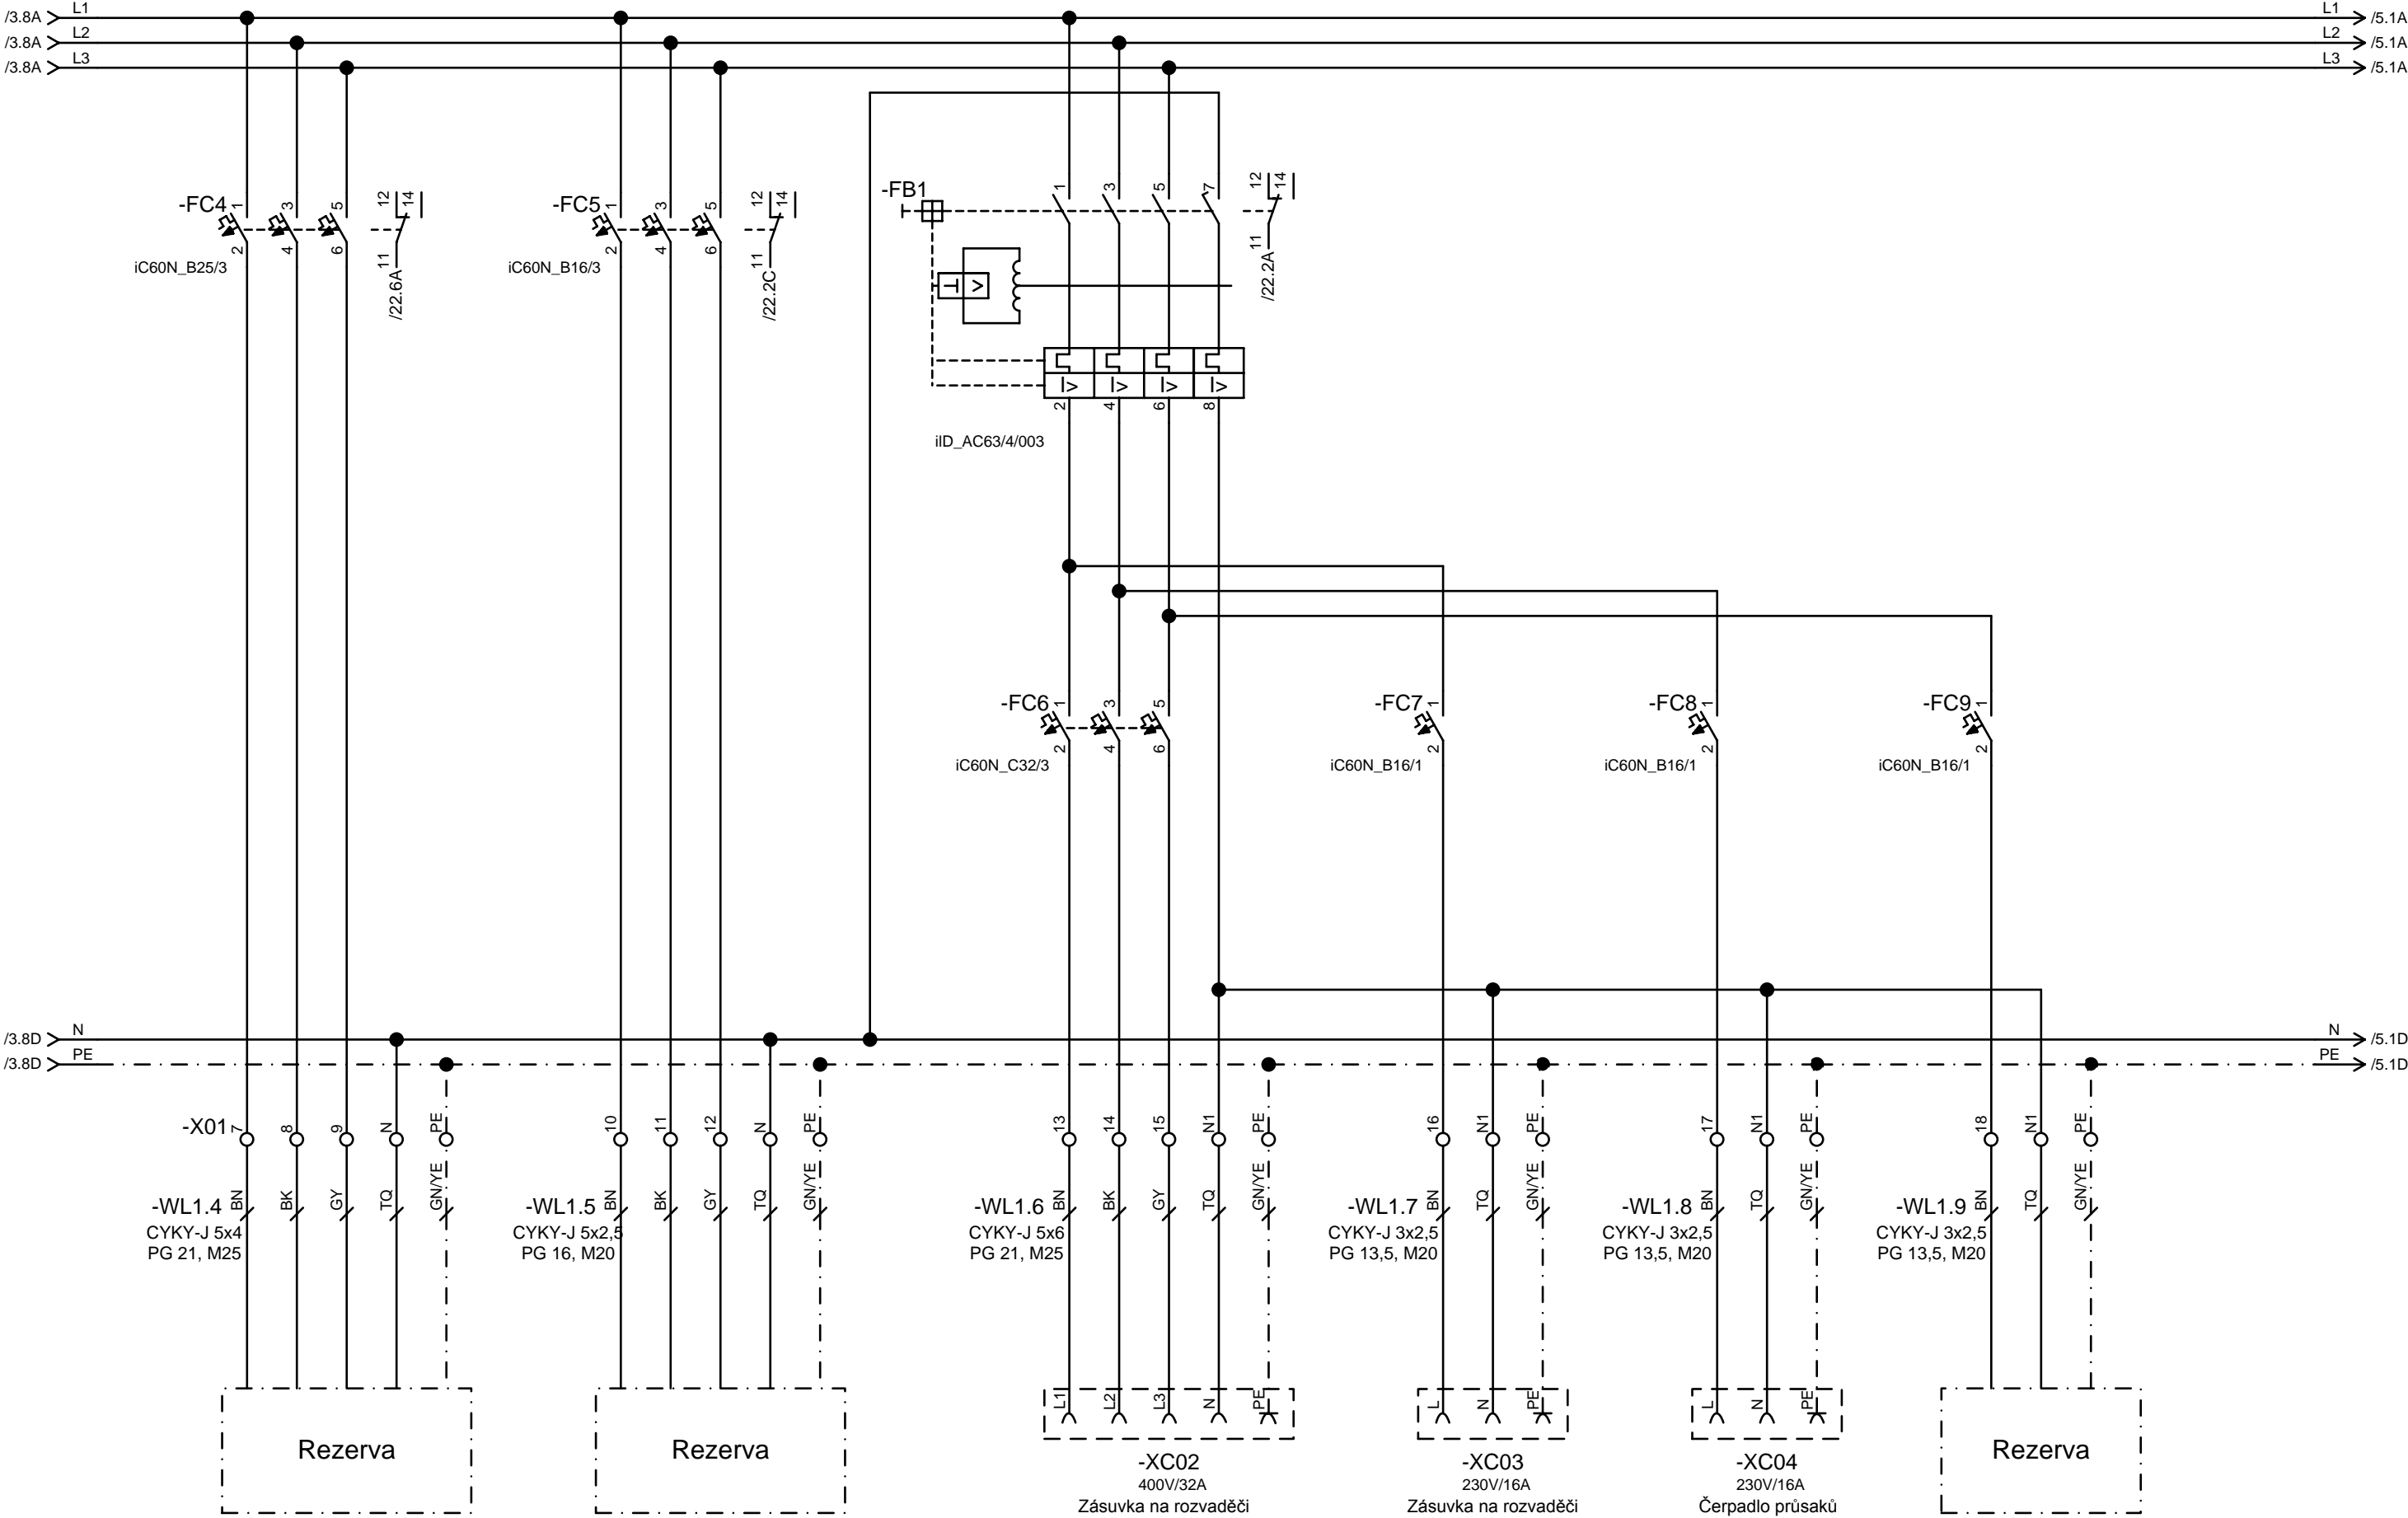 /3.8A L1 L1 /5.1A
/3.8A L2 L2 /5.1A
/3.8A L3 L3 /5.1A
-FC4 1 3 5 12 14
2 4 6 11
iC60N_B25/3
/22.6A
-FC5 1 3 5 12 14
2 4 6 11
iC60N_B16/3
/22.2C
-FB1 1 3 5 7 12 14
11
/22.2A
I>
I> I> I> I>
2 4 6 8
iID_AC63/4/003
-FC6 1 3 5
2 4 6
iC60N_C32/3
-FC7 1
2
iC60N_B16/1
-FC8 1
2
iC60N_B16/1
-FC9 1
2
iC60N_B16/1
/3.8D N N /5.1D
/3.8D PE PE /5.1D
-X01 7 8 9 N PE 10 11 12 N PE 13 14 15 N1 PE 16 N1 PE 17 N1 PE 18 N1 PE
-WL1.4 BN BK GY TQ GN/YE
CYKY-J 5x4
PG 21, M25
-WL1.5 BN BK GY TQ GN/YE
CYKY-J 5x2,5
PG 16, M20
-WL1.6 BN BK GY TQ GN/YE
CYKY-J 5x6
PG 21, M25
-WL1.7 BN TQ GN/YE
CYKY-J 3x2,5
PG 13,5, M20
-WL1.8 BN TQ GN/YE
CYKY-J 3x2,5
PG 13,5, M20
-WL1.9 BN TQ GN/YE
CYKY-J 3x2,5
PG 13,5, M20
Rezerva
Rezerva
L1 L2 L3 N PE
-XC02
400V/32A
Zásuvka na rozvaděči
L N PE
-XC03
230V/16A
Zásuvka na rozvaděči
L N PE
-XC04
230V/16A
Čerpadlo průsaků
Rezerva